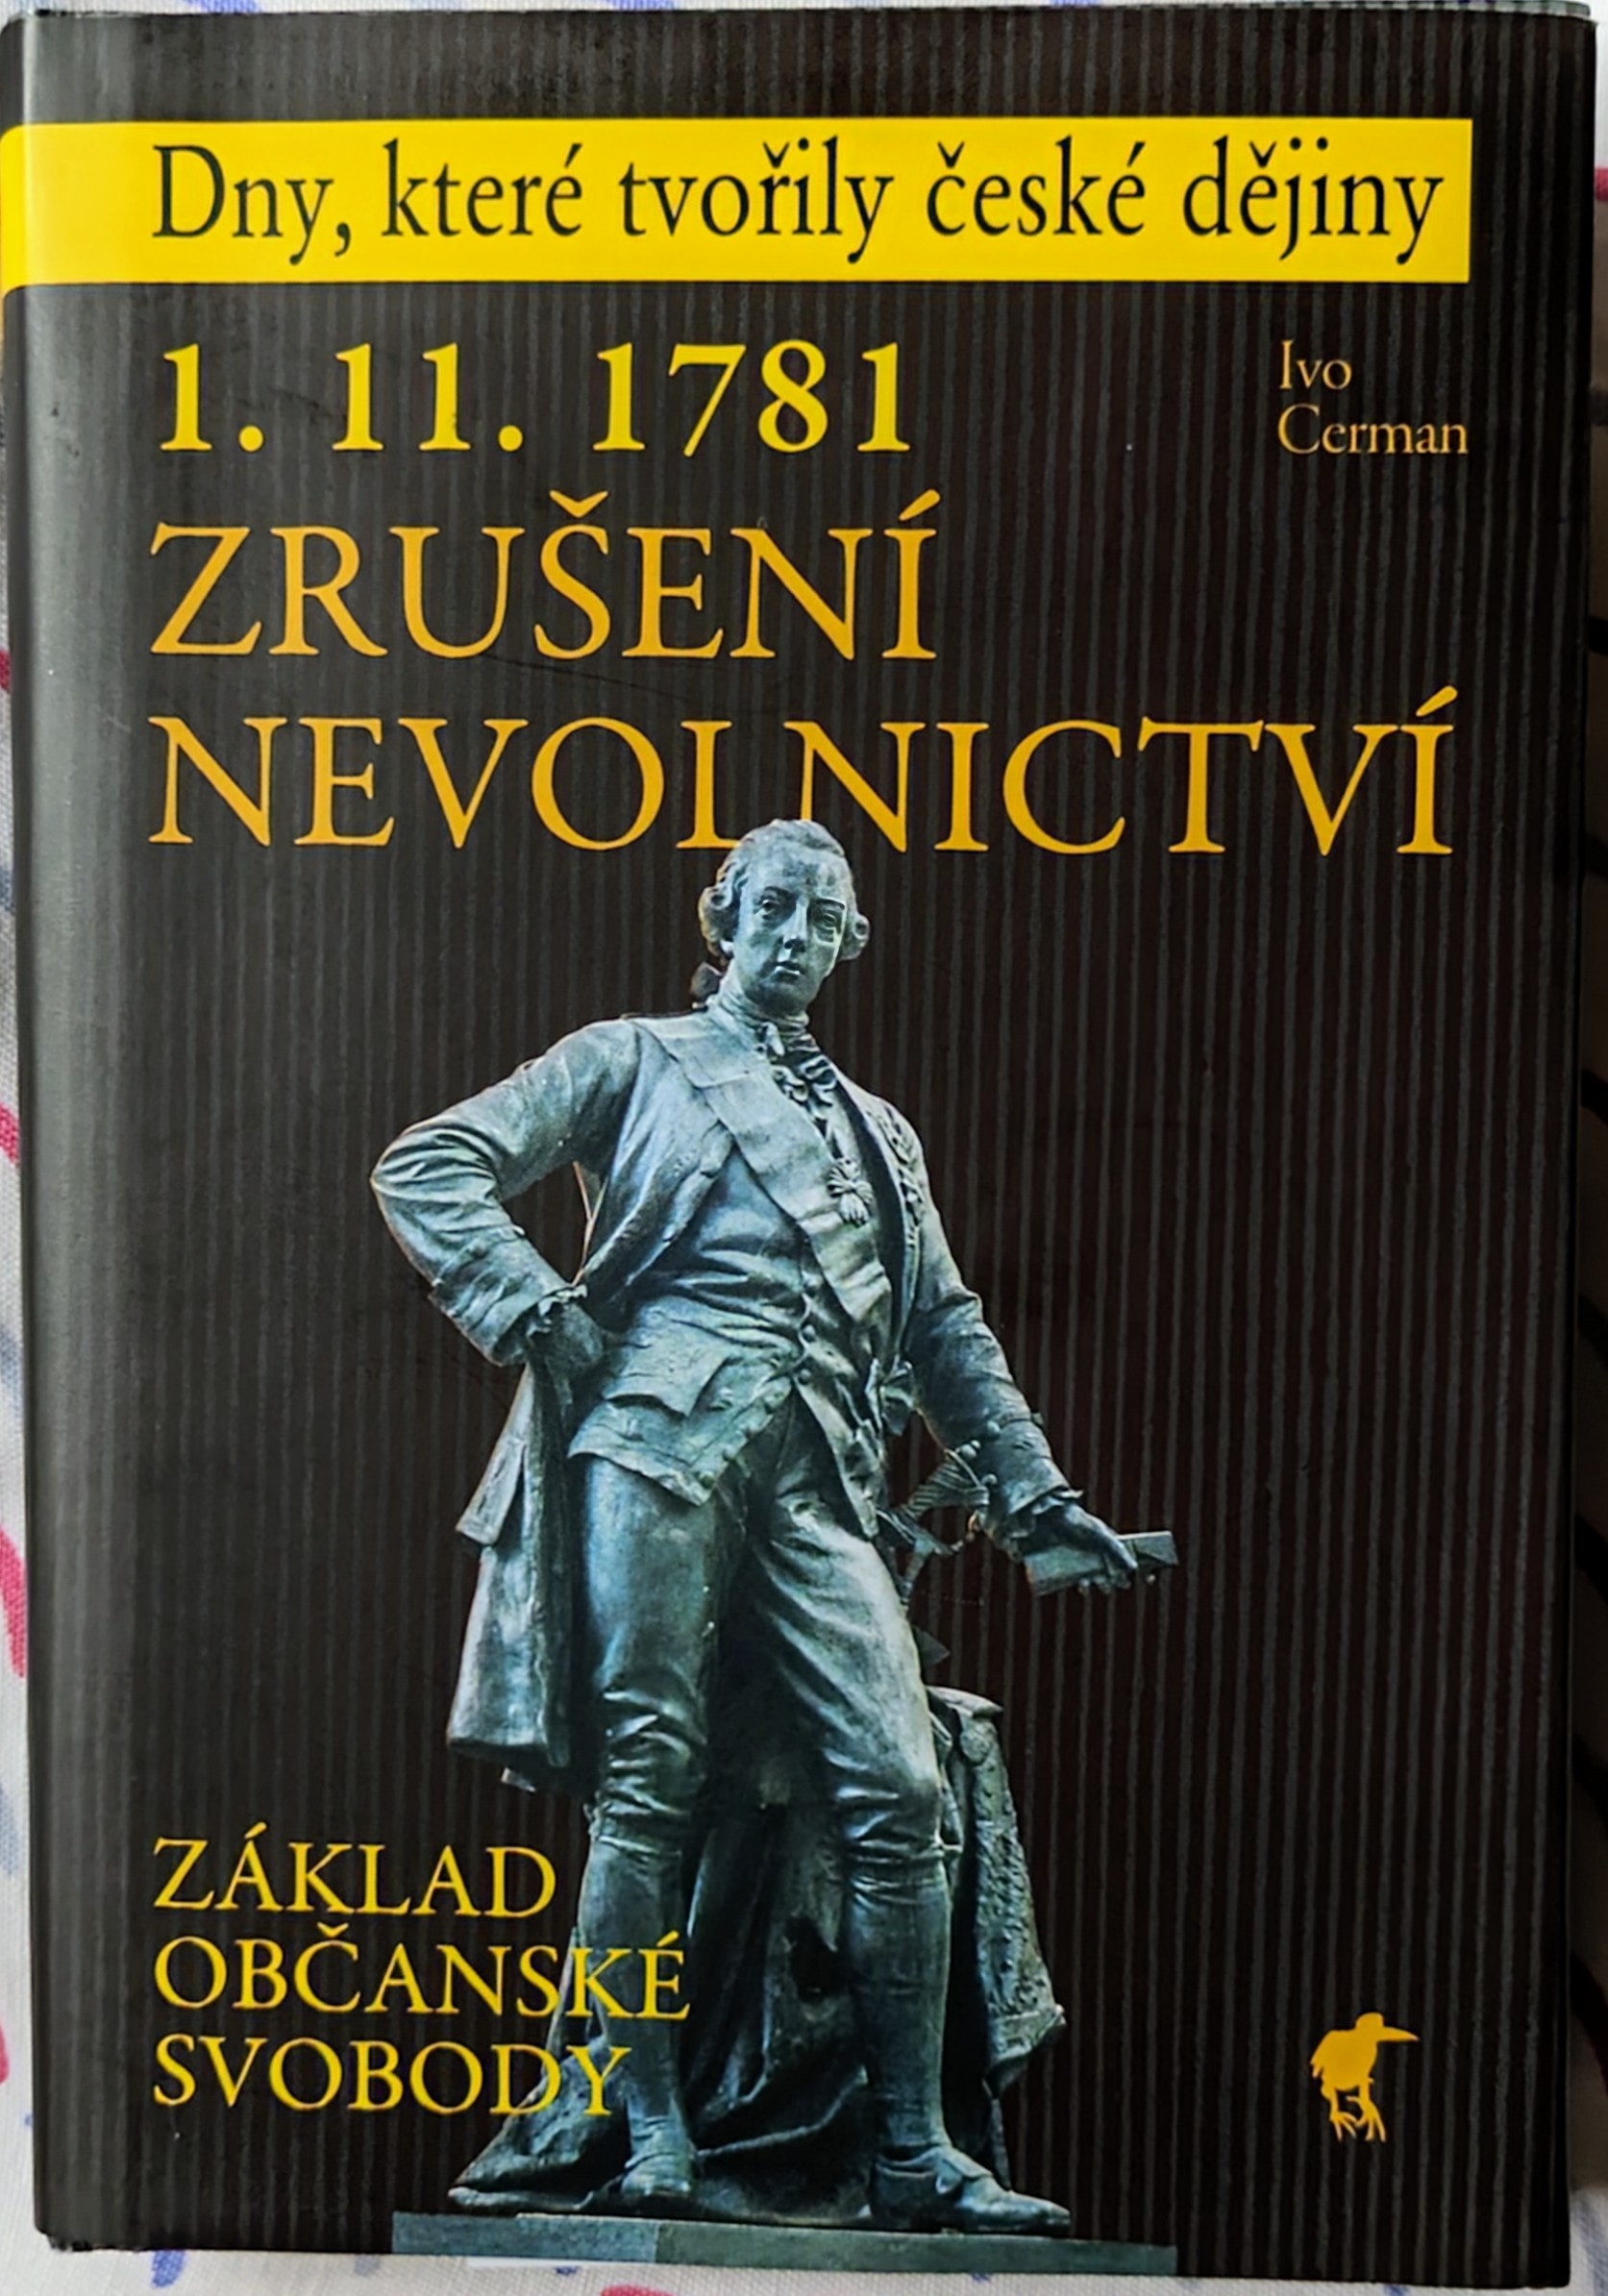 Dny, které tvořily české dějiny
1. 11. 1781
Ivo
Cerman
ZRUŠENÍ
NEVOLNICTVÍ
ZÁKLAD
OBČANSKÉ
SVOBODY